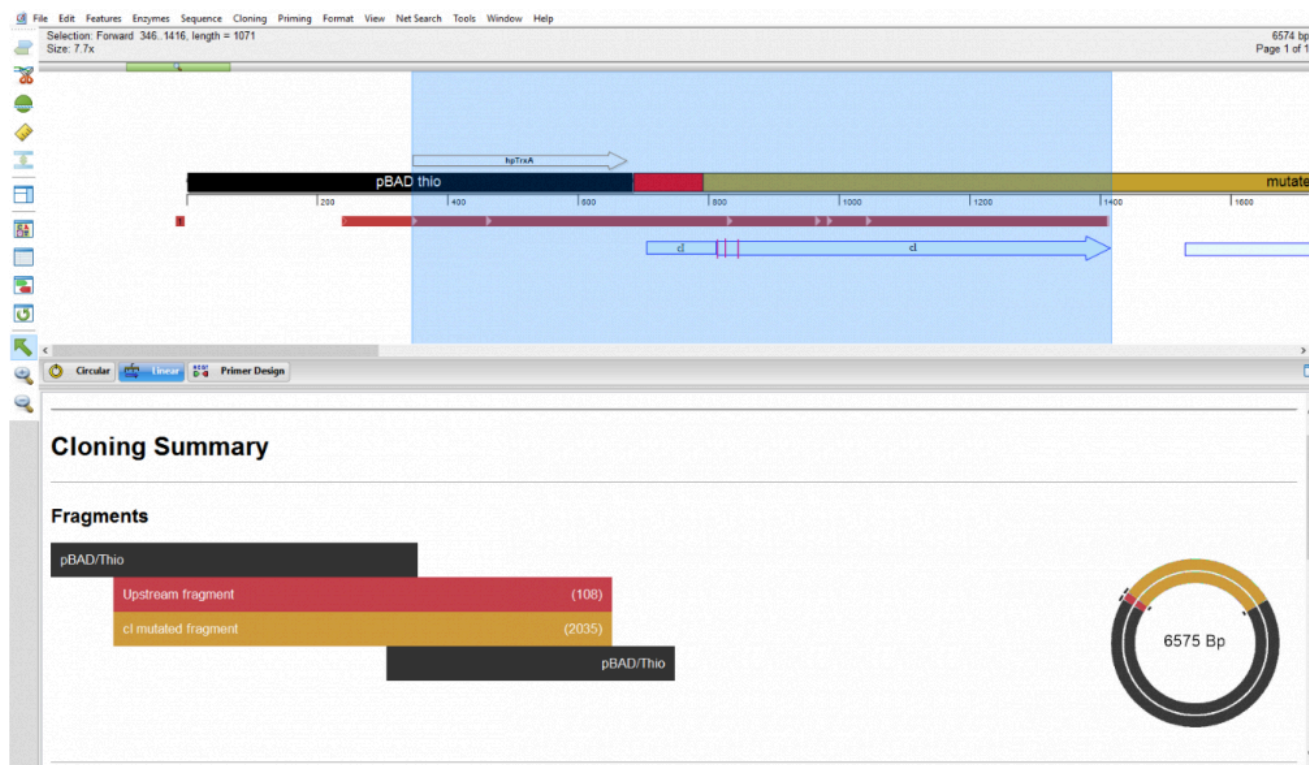 File Edit Features Enzymes Sequence Cloning Priming Format View Net Search Tools Window Help
Selection: Forward 346..1416, length = 1071
6574 bp
Size: 7.7x
Page 1 of 1
hpTrxA
pBAD thio
mutate
200 400 600 800 1000 1200 1400 1600
cI cI
Circular Linear Primer Design
Cloning Summary
Fragments
pBAD/Thio
Upstream fragment (108)
cI mutated fragment (2035)
pBAD/Thio
6575 Bp